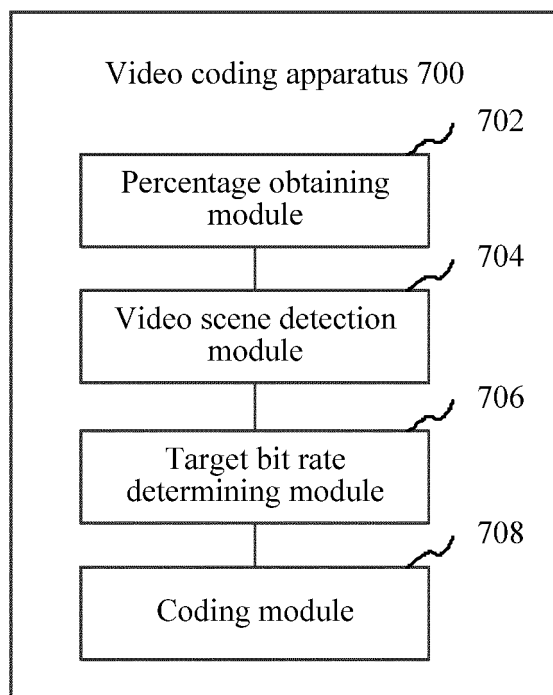 Video coding apparatus 700
702
Percentage obtaining
module
704
Video scene detection
module
706
Target bit rate
determining module
708
Coding module